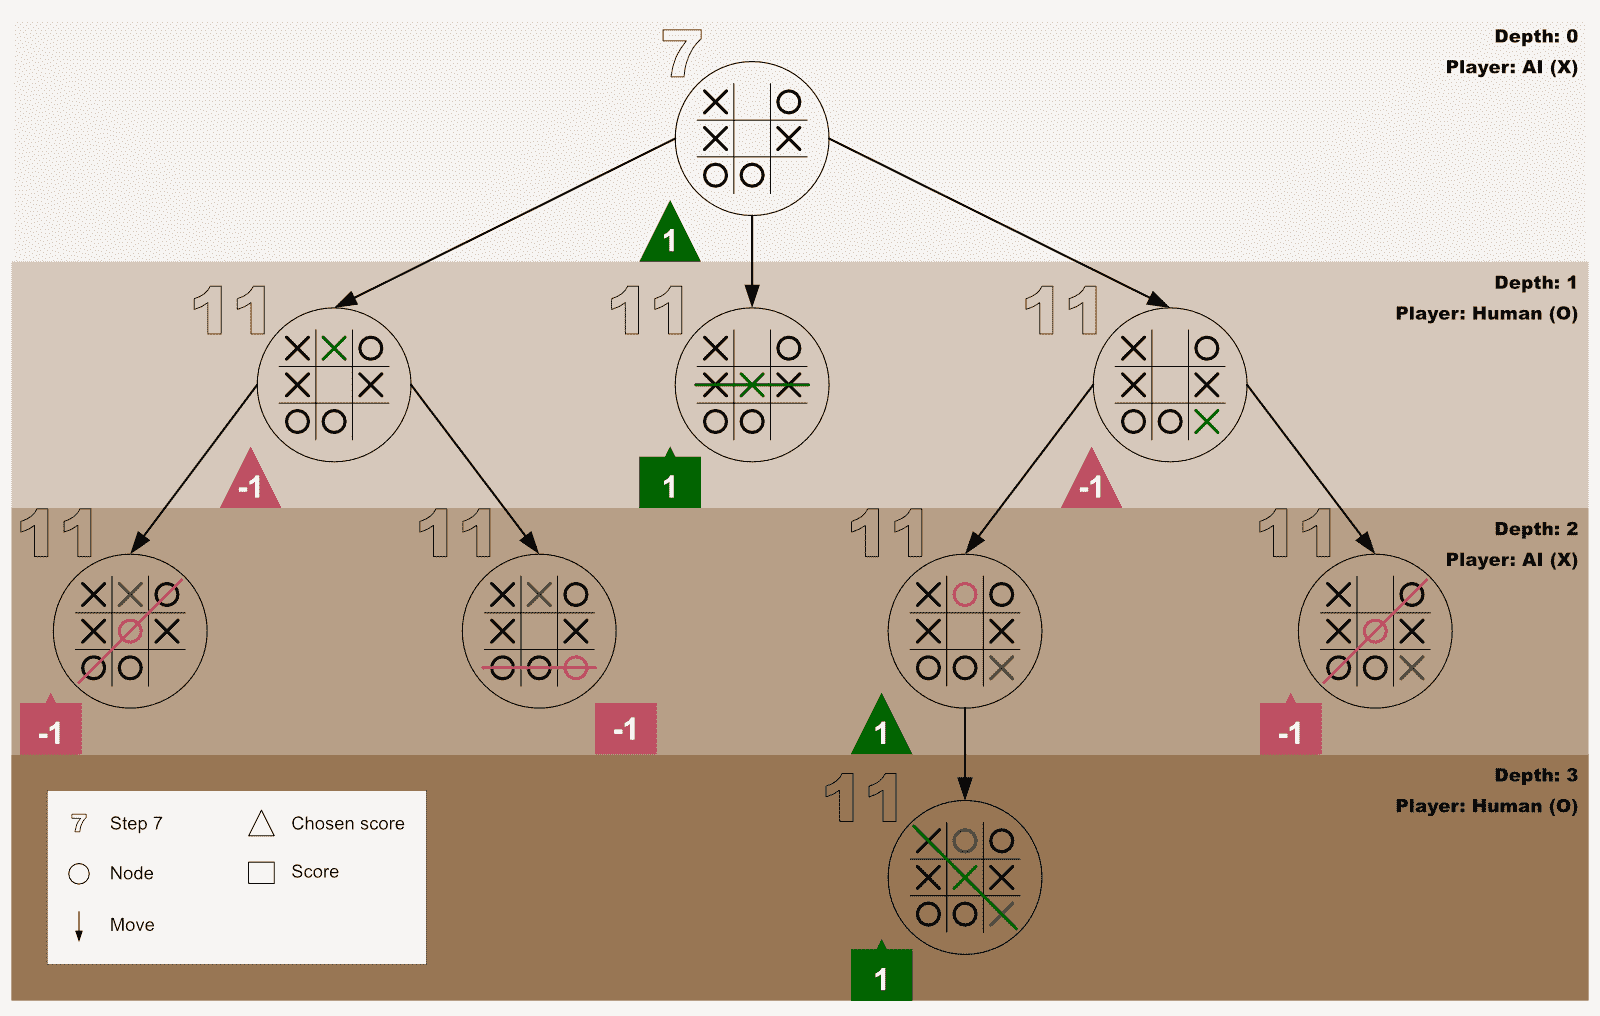 7
Depth: 0
Player: AI (X)
X O
X X
O O
1
Depth: 1
Player: Human (O)
11 11 11
X X O
X X
O O
X O
X X X
O O
X O
X X
O O X
-1 1 -1
Depth: 2
Player: AI (X)
11 11 11 11
X X O
X O X
O O
X X O
X X
O O O
X O O
X X
O O X
X O
X O X
O O X
-1 -1 1 -1
Depth: 3
Player: Human (O)
11
X O O
X X X
O O X
1
7 Step 7
Chosen score
Node
Score
Move